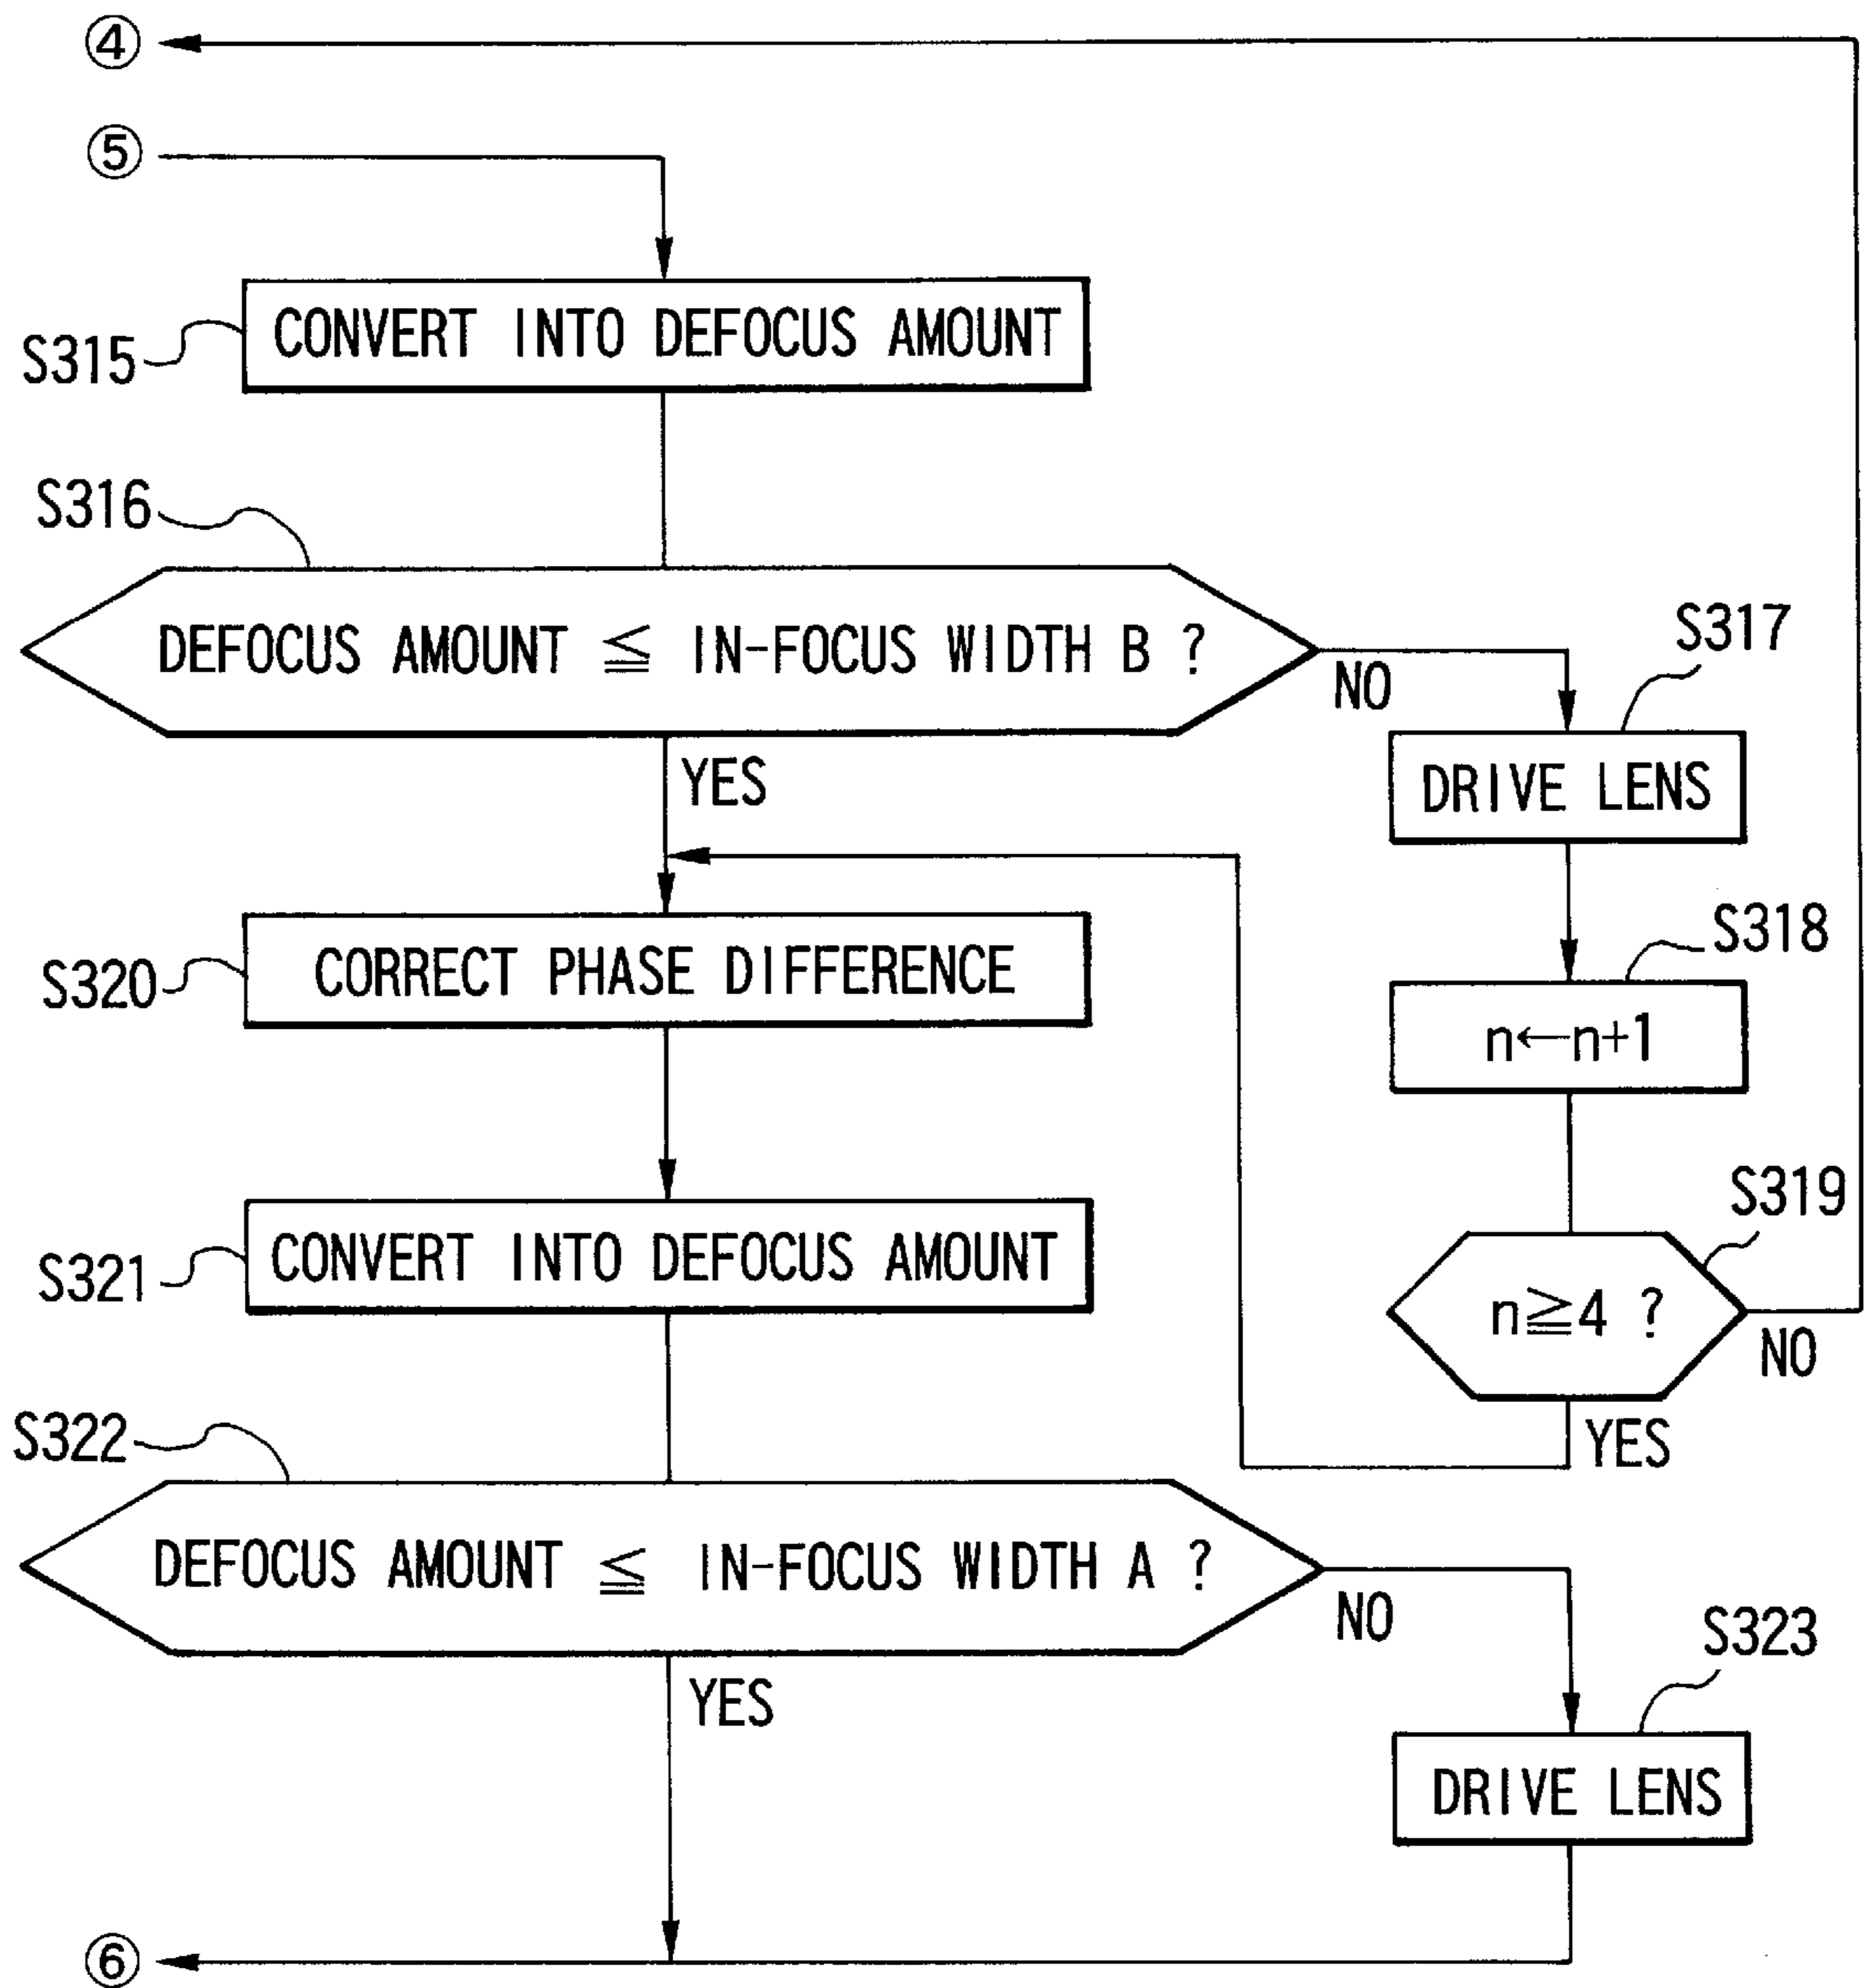 ④
⑤
S315
CONVERT INTO DEFOCUS AMOUNT
S316
DEFOCUS AMOUNT ≦ IN-FOCUS WIDTH B ?
NO
YES
S317
DRIVE LENS
S318
n←n+1
S319
n≧4 ?
NO
YES
S320
CORRECT PHASE DIFFERENCE
S321
CONVERT INTO DEFOCUS AMOUNT
S322
DEFOCUS AMOUNT ≦ IN-FOCUS WIDTH A ?
NO
YES
S323
DRIVE LENS
⑥